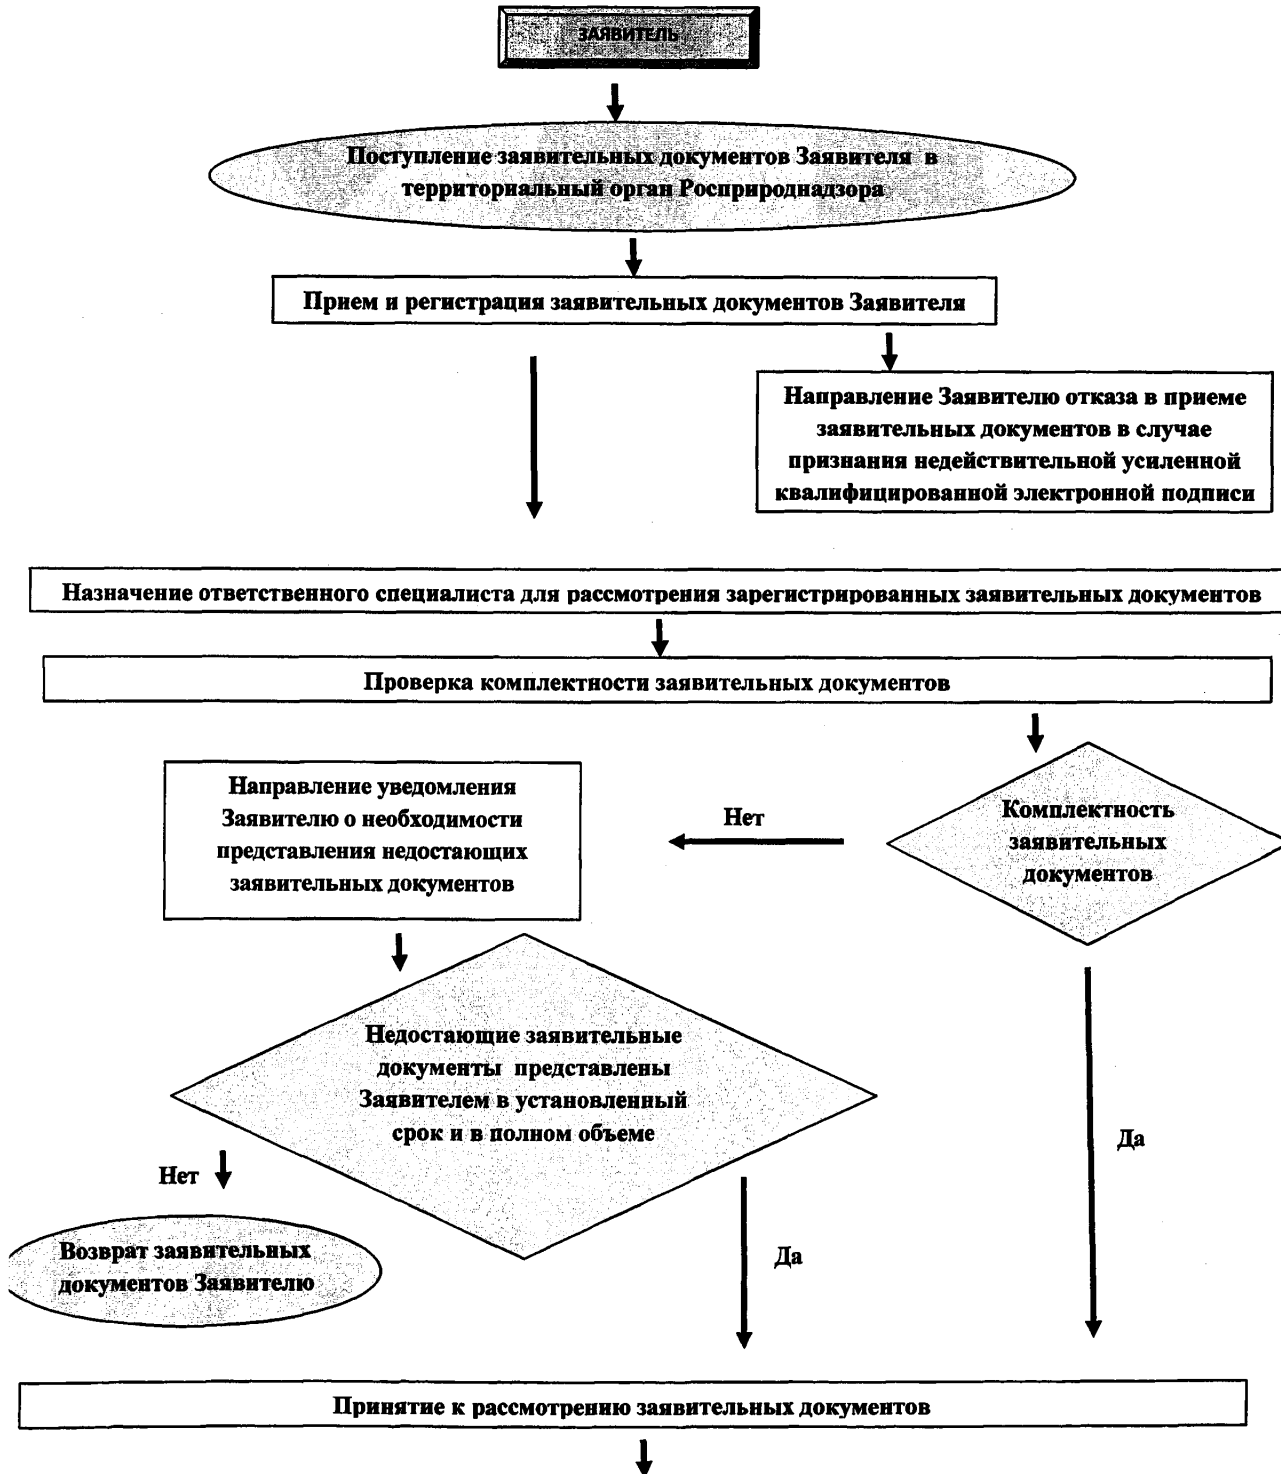 ЗАЯВИТЕЛЬ
Поступление заявительных документов Заявителя в
территориальный орган Росприроднадзора
Прием и регистрация заявительных документов Заявителя
Направление Заявителю отказа в приеме
заявительных документов в случае
признания недействительной усиленной
квалифицированной электронной подписи
Назначение ответственного специалиста для рассмотрения зарегистрированных заявительных документов
Проверка комплектности заявительных документов
Направление уведомления
Заявителю о необходимости
представления недостающих
заявительных документов
Нет
Комплектность
заявительных
документов
Недостающие заявительные
документы представлены
Заявителем в установленный
срок и в полном объеме
Да
Нет
Возврат заявительных
документов Заявителю
Да
Принятие к рассмотрению заявительных документов